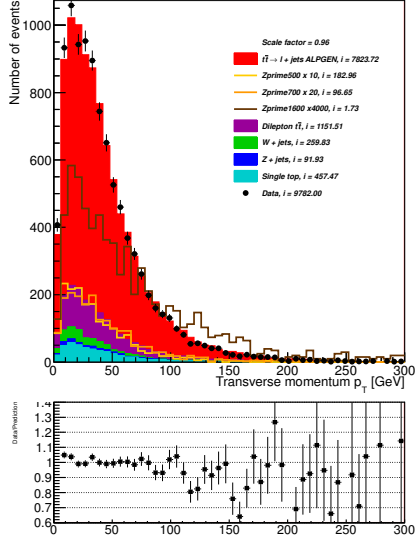 Number of events
1000
800
600
400
200
0
Scale factor = 0.96
tt̄ → l + jets ALPGEN, i = 7823.72
Zprime500 x 10, i = 182.96
Zprime700 x 20, i = 96.65
Zprime1600 x4000, i = 1.73
Dilepton tt̄, i = 1151.51
W + jets, i = 259.83
Z + jets, i = 91.93
Single top, i = 457.47
Data, i = 9782.00
0 50 100 150 200 250 300
Transverse momentum p_T [GeV]
Data/Prediction
1.4
1.3
1.2
1.1
1
0.9
0.8
0.7
0.6
0 50 100 150 200 250 300